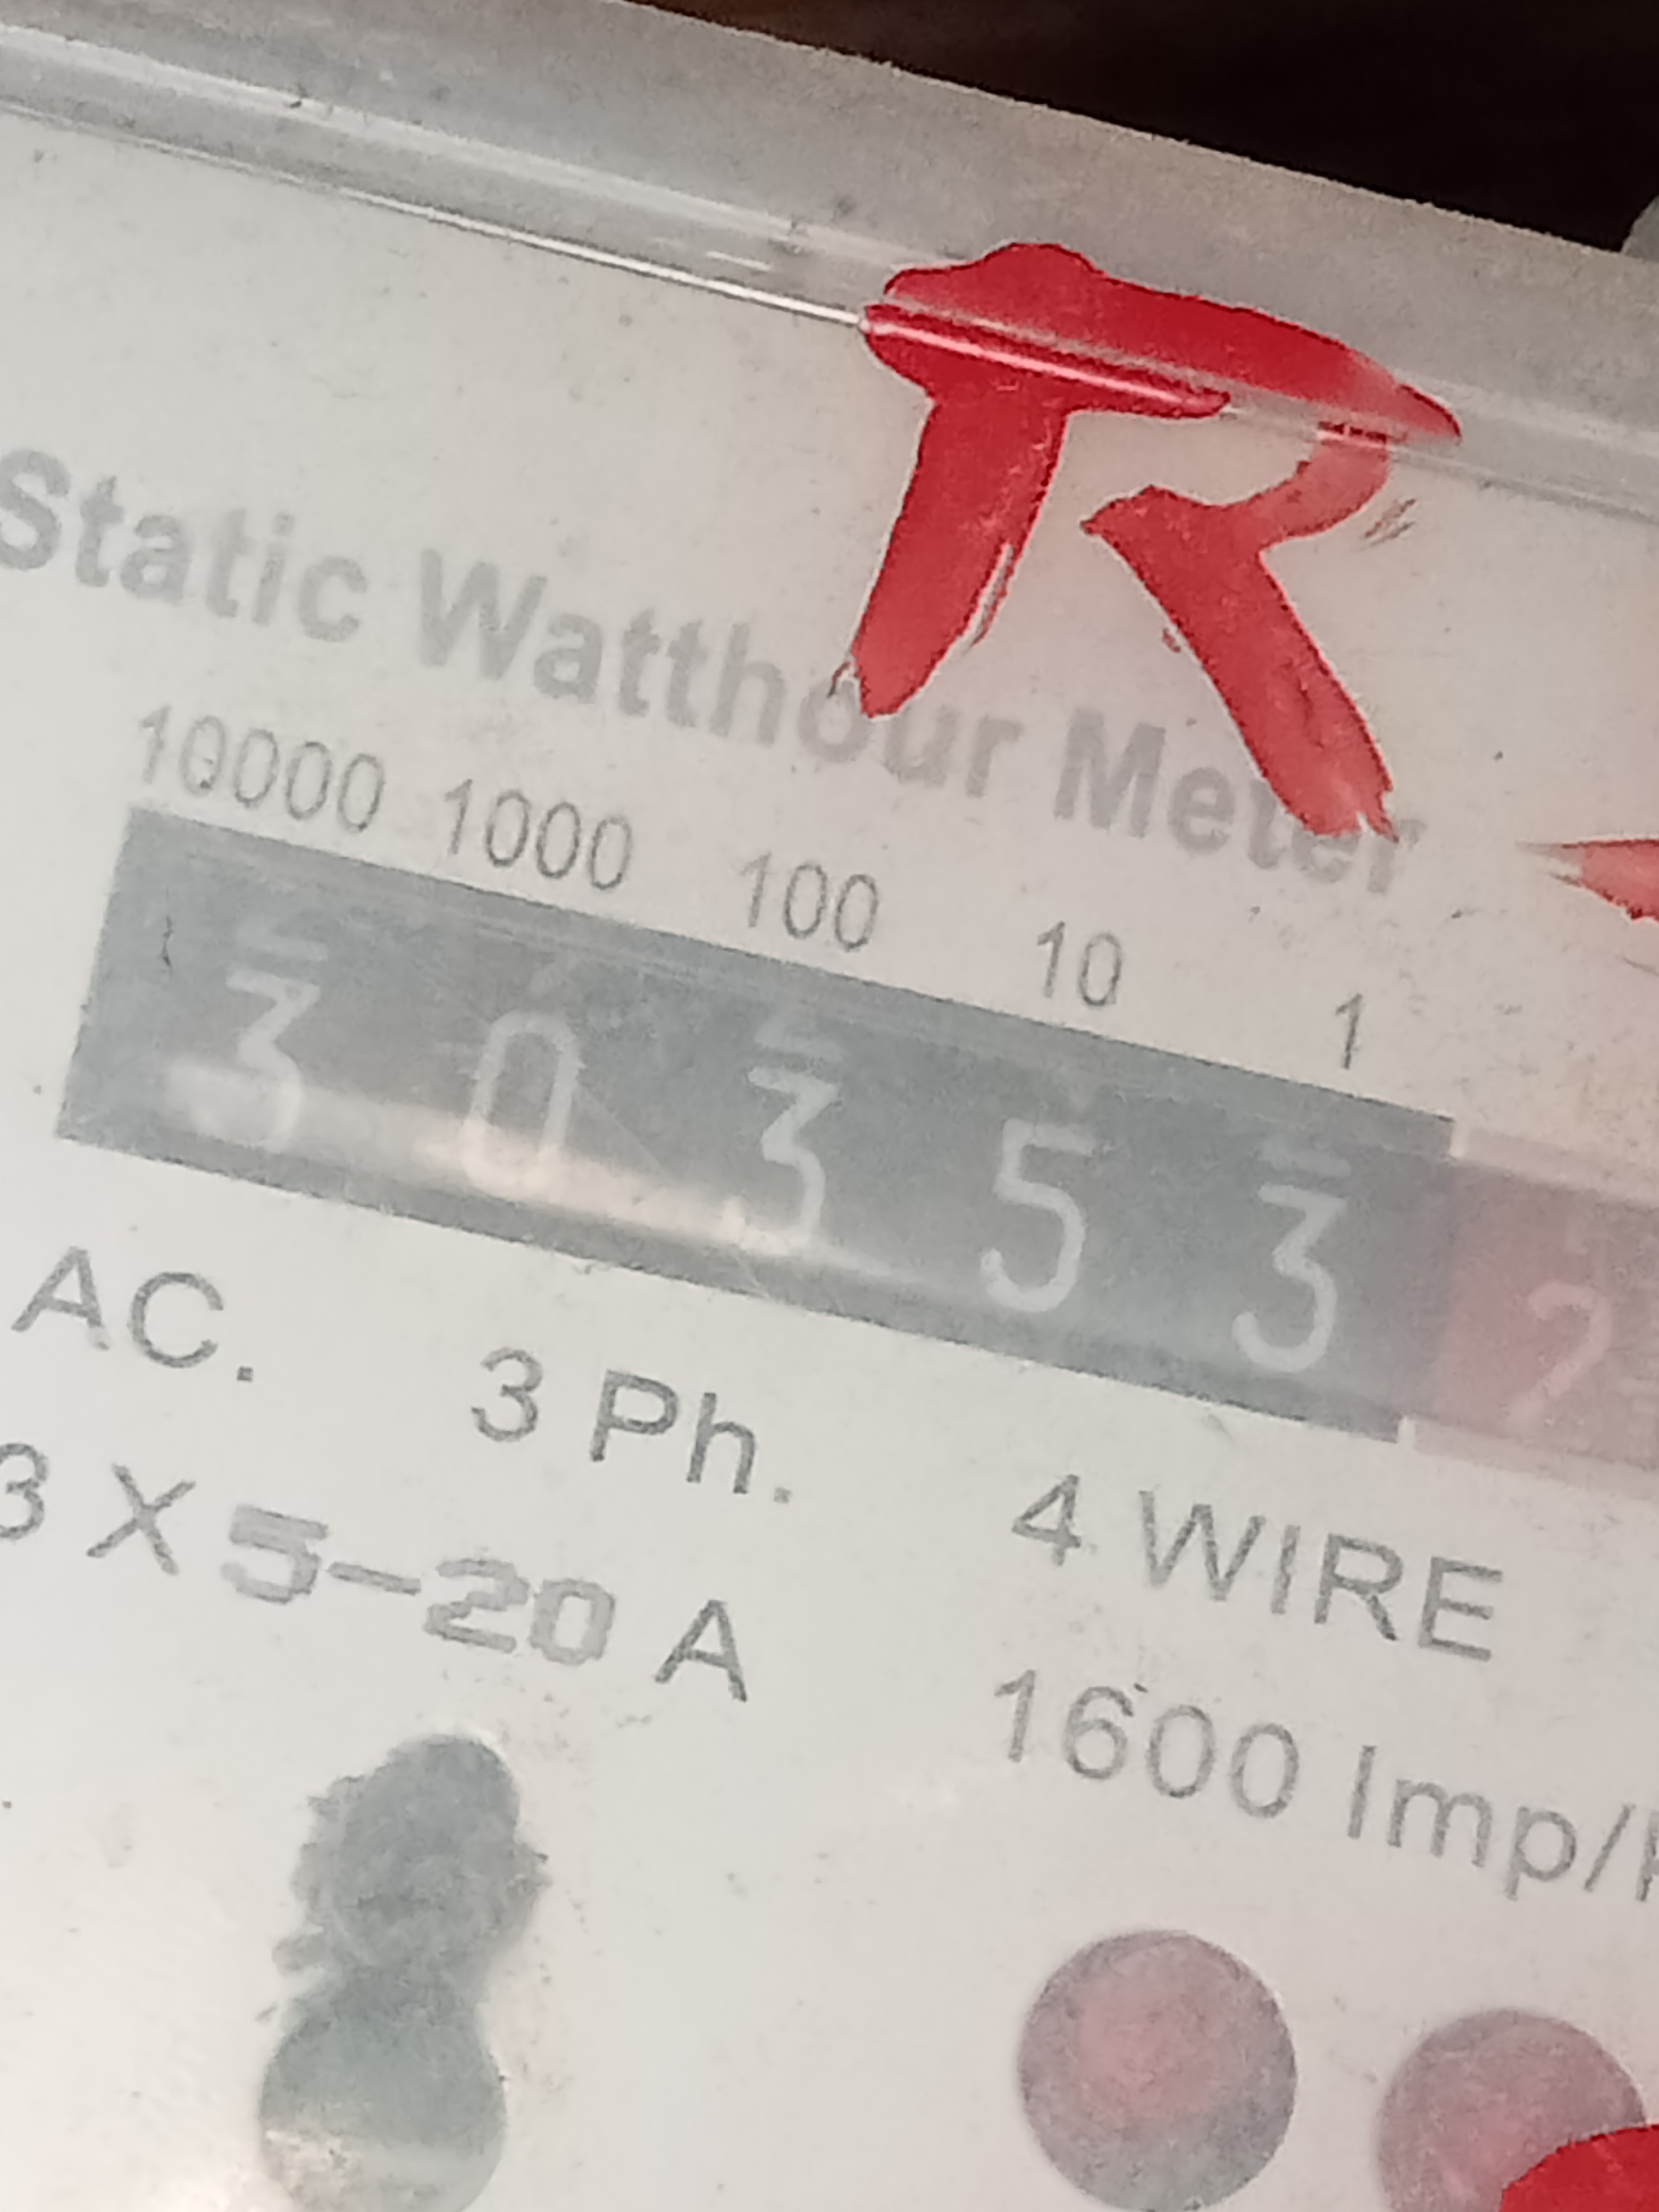 R
Static Watthour Meter
10000 1000 100 10 1
3 0 3 5 3 2
AC. 3 Ph. 4 WIRE
3 X 5-20 A
1600 Imp/